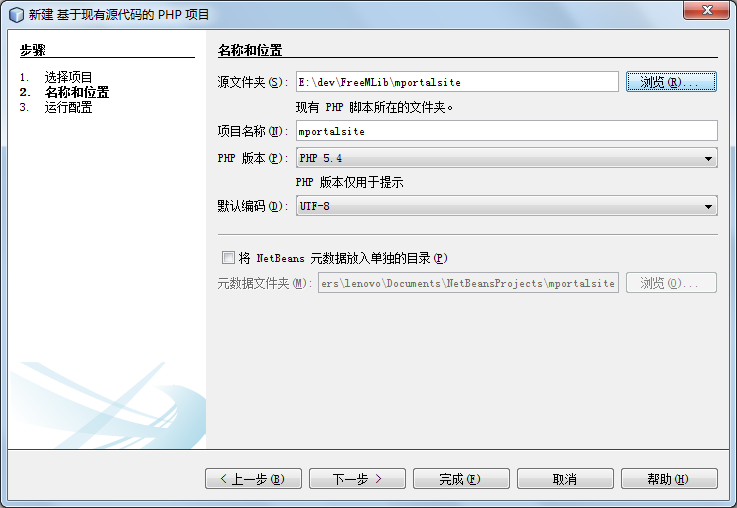 新建 基于现有源代码的 PHP 项目
步骤
1. 选择项目
2. 名称和位置
3. 运行配置
名称和位置
源文件夹(S): E:\dev\FreeMLib\mportalsite 浏览(R)...
现有 PHP 脚本所在的文件夹。
项目名称(N): mportalsite
PHP 版本(P): PHP 5.4
PHP 版本仅用于提示
默认编码(D): UTF-8
将 NetBeans 元数据放入单独的目录(P)
元数据文件夹(M): ers\lenovo\Documents\NetBeansProjects\mportalsite 浏览(O)...
< 上一步(B) 下一步 > 完成(F) 取消 帮助(H)